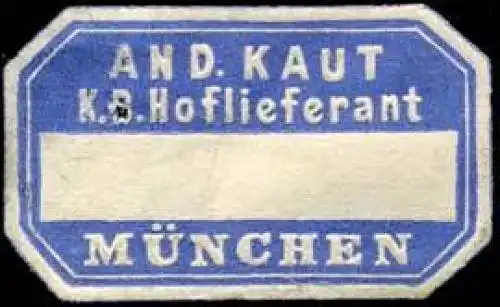 AND. KAUT
K.B. Hoflieferant
MÜNCHEN